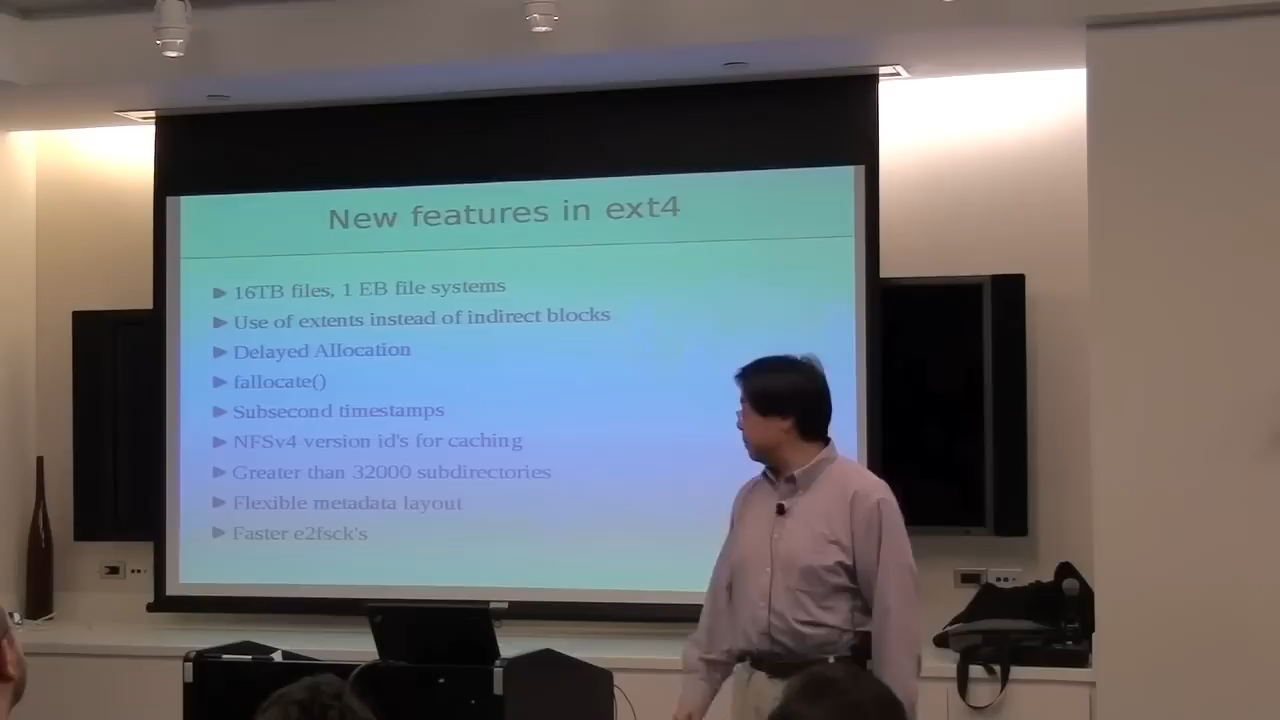 New features in ext4
16TB files, 1 EB file systems
Use of extents instead of indirect blocks
Delayed Allocation
fallocate()
Subsecond timestamps
NFSv4 version id's for caching
Greater than 32000 subdirectories
Flexible metadata layout
Faster e2fsck's